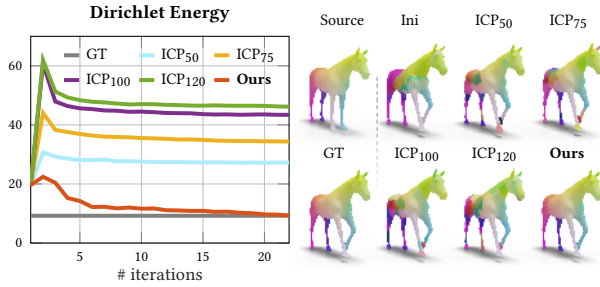 Dirichlet Energy
GT ICP50 ICP75
ICP100 ICP120 Ours
60
40
20
0
5 10 15 20
# iterations
Source Ini ICP50 ICP75
GT ICP100 ICP120 Ours